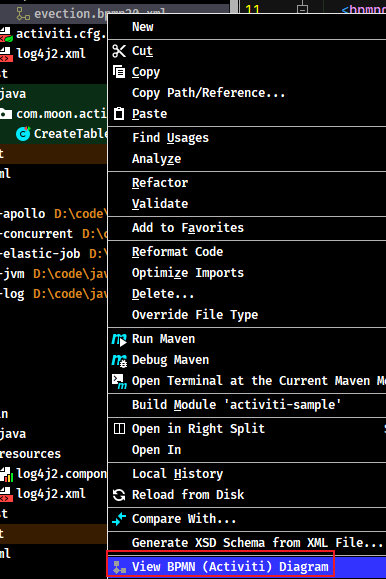 evection.bpmn20.xml
11
<bpmn
New
activiti.cfg.
Cut
log4j2.xml
Copy
st
Copy Path/Reference...
java
Paste
com.moon.acti
Find Usages
CreateTable
Analyze
t
Refactor
ml
Validate
-apollo D:\code\
Add to Favorites
-concurrent D:\c
-elastic-job D:\
Reformat Code
-jvm D:\code\jav
Optimize Imports
-log D:\code\jav
Delete...
Override File Type
Run Maven
Debug Maven
Open Terminal at the Current Maven Mo
Build Module 'activiti-sample'
in
Open in Right Split
java
Open In
resources
log4j2.compon
Local History
log4j2.xml
Reload from Disk
st
Compare With...
t
Generate XSD Schema from XML File...
ml
View BPMN (Activiti) Diagram